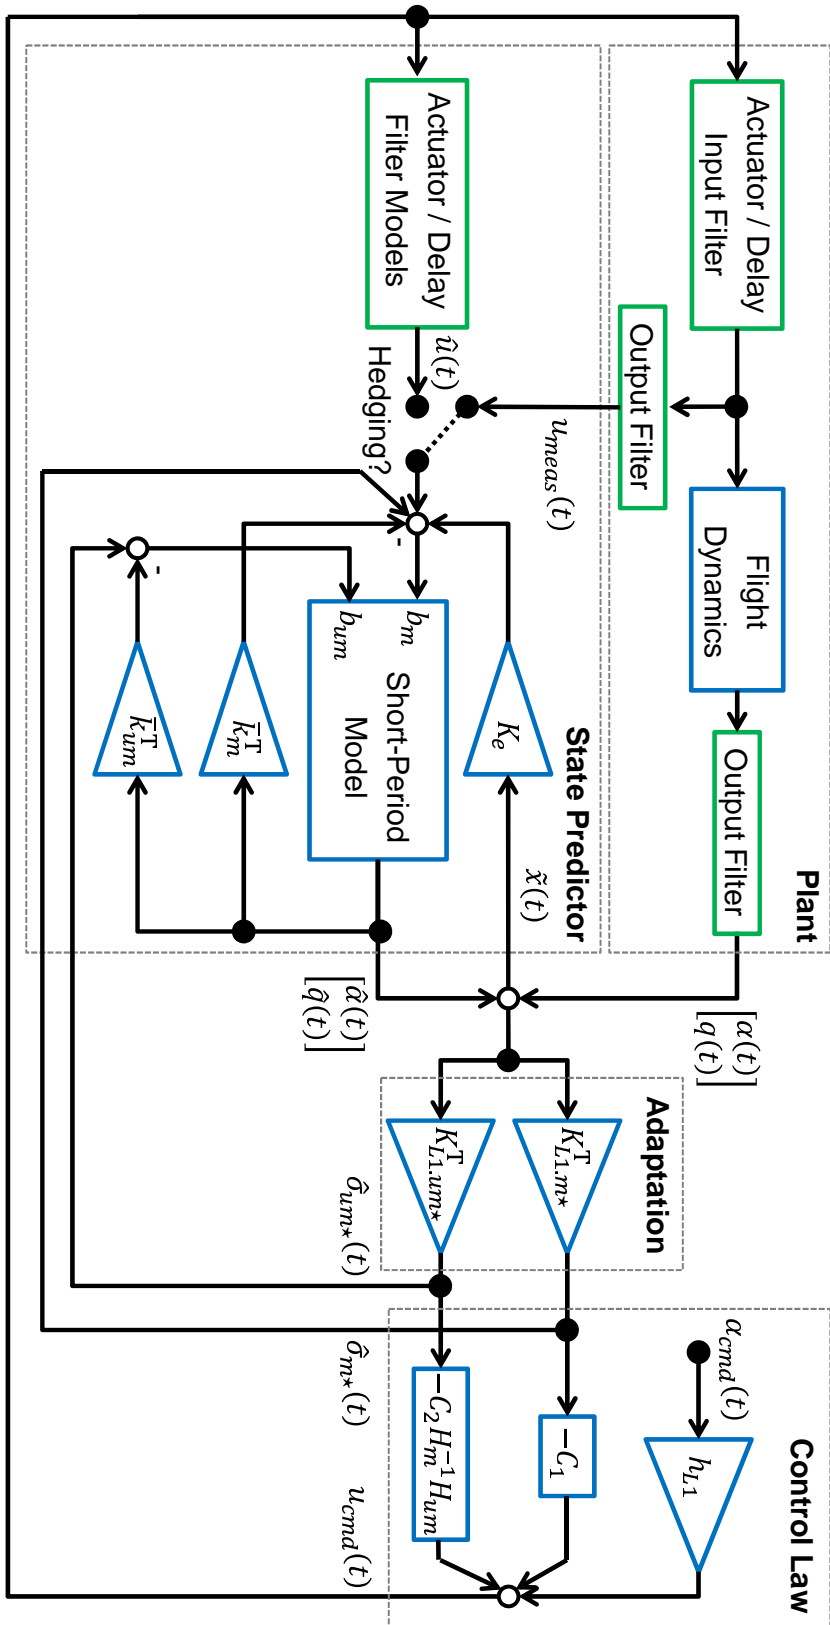 Plant
Actuator / Delay
Input Filter
Flight
Dynamics
Output Filter
[α(t)]
[q(t)]
Output Filter
u_meas(t)
State Predictor
Actuator / Delay
Filter Models
û(t)
Hedging?
-
K_e
x̃(t)
b_m
b_um
Short-Period
Model
[α̂(t)]
[q̂(t)]
-
k̄_m^T
k̄_um^T
Adaptation
K_L1.m⋆^T
K_L1.um⋆^T
σ̂_um⋆(t)
σ̂_m⋆(t)
Control Law
α_cmd(t)
h_L1
−C_1
−C_2 H_m^−1 H_um
u_cmd(t)